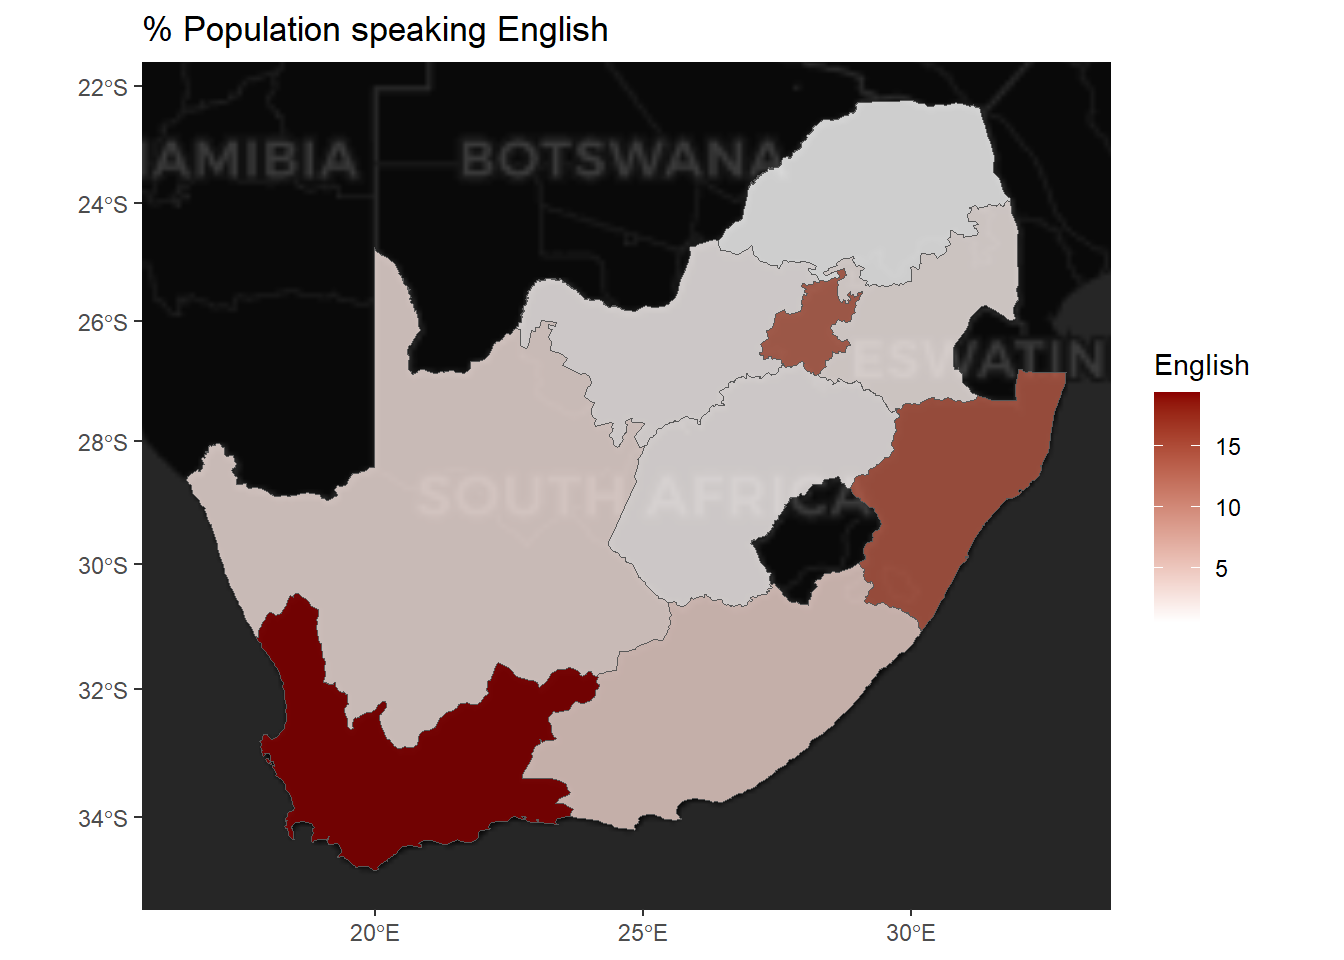 % Population speaking English
22°S
24°S
26°S
28°S
30°S
32°S
34°S
NAMIBIA
BOTSWANA
ESWATINI
SOUTH AFRICA
20°E
25°E
30°E
English
15
10
5